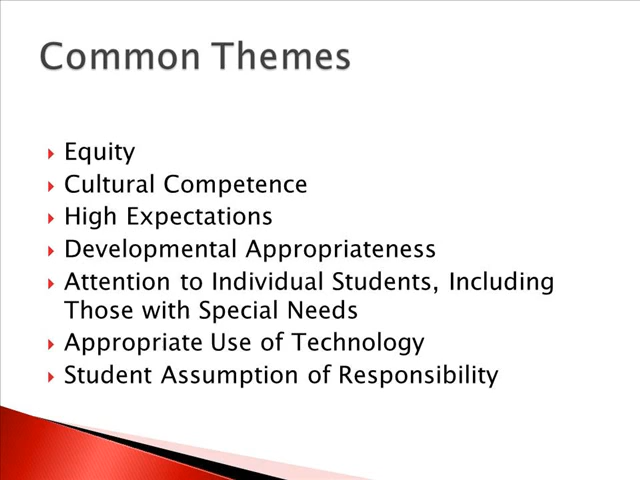 Common Themes
Equity
Cultural Competence
High Expectations
Developmental Appropriateness
Attention to Individual Students, Including
Those with Special Needs
Appropriate Use of Technology
Student Assumption of Responsibility